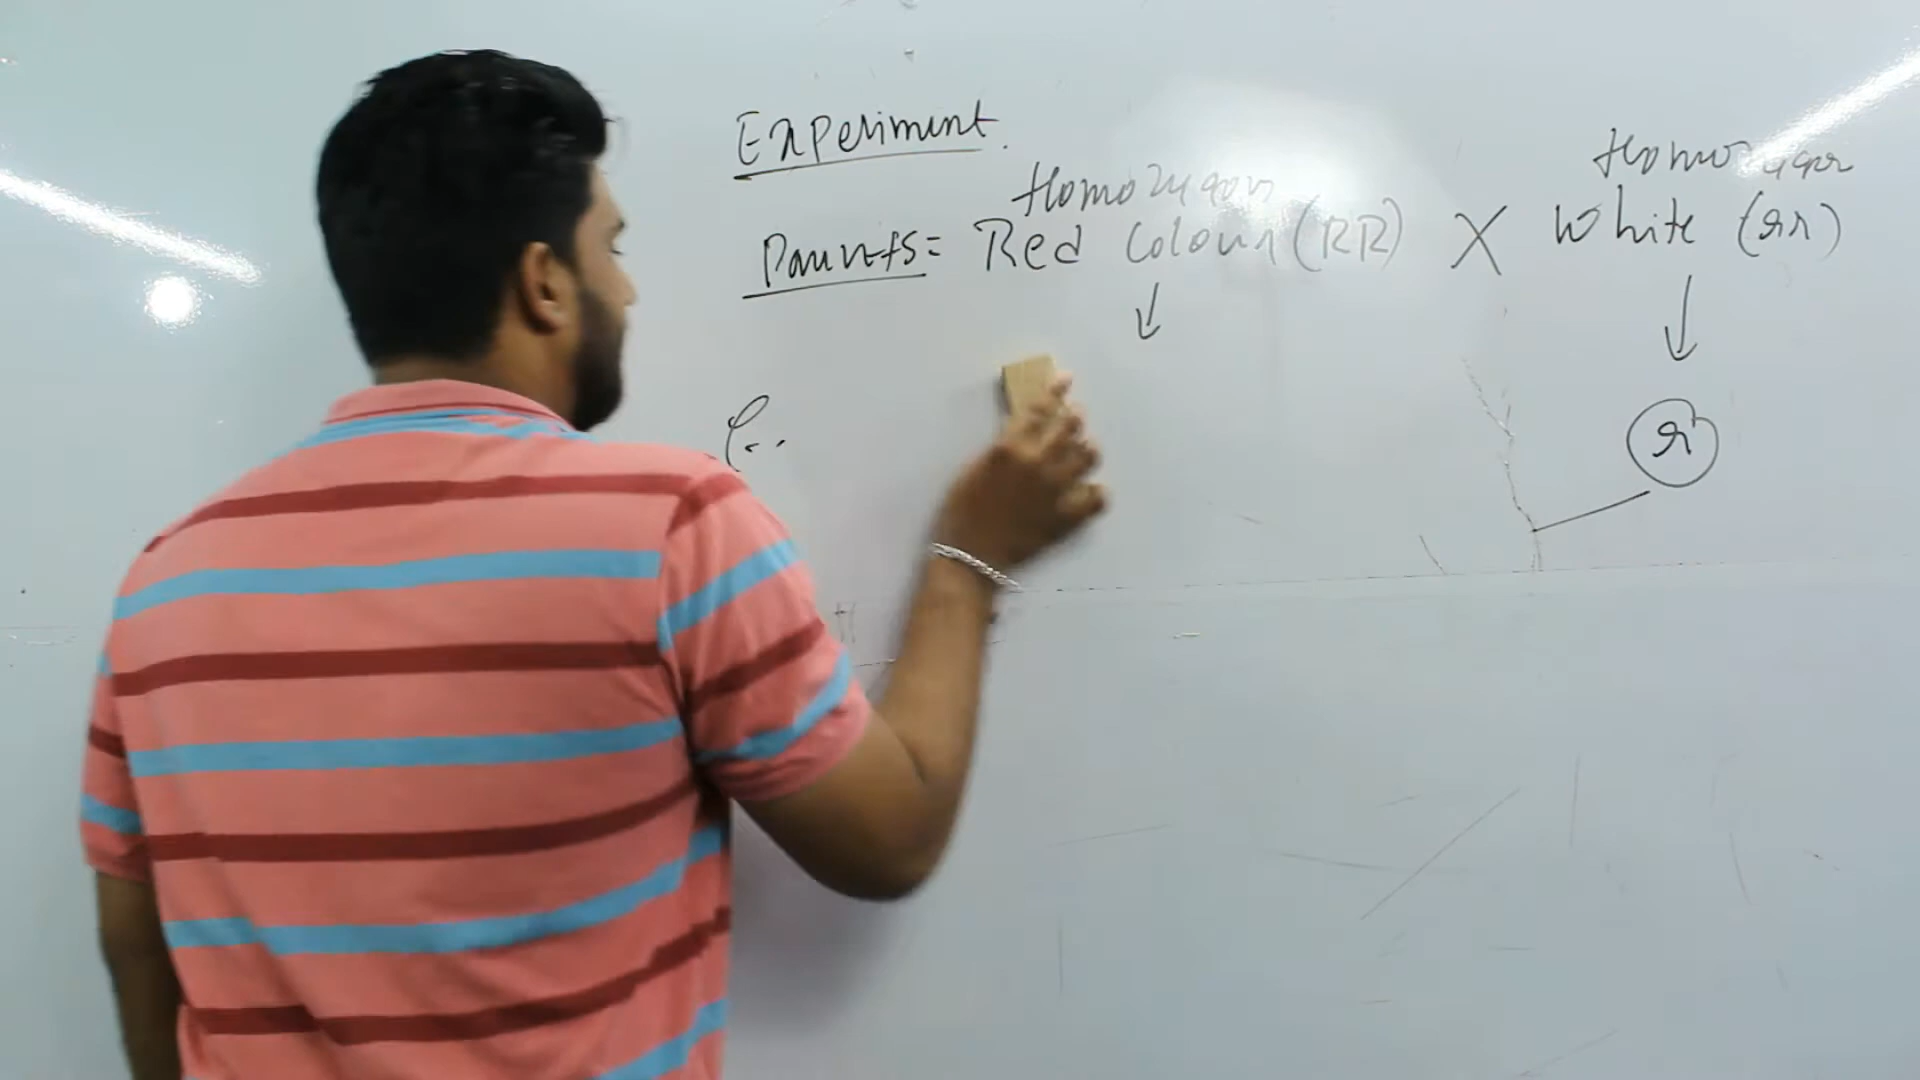 Experiment.
Homozygous Homozygous
Parents = Red Colour (RR) X White (rr)
r